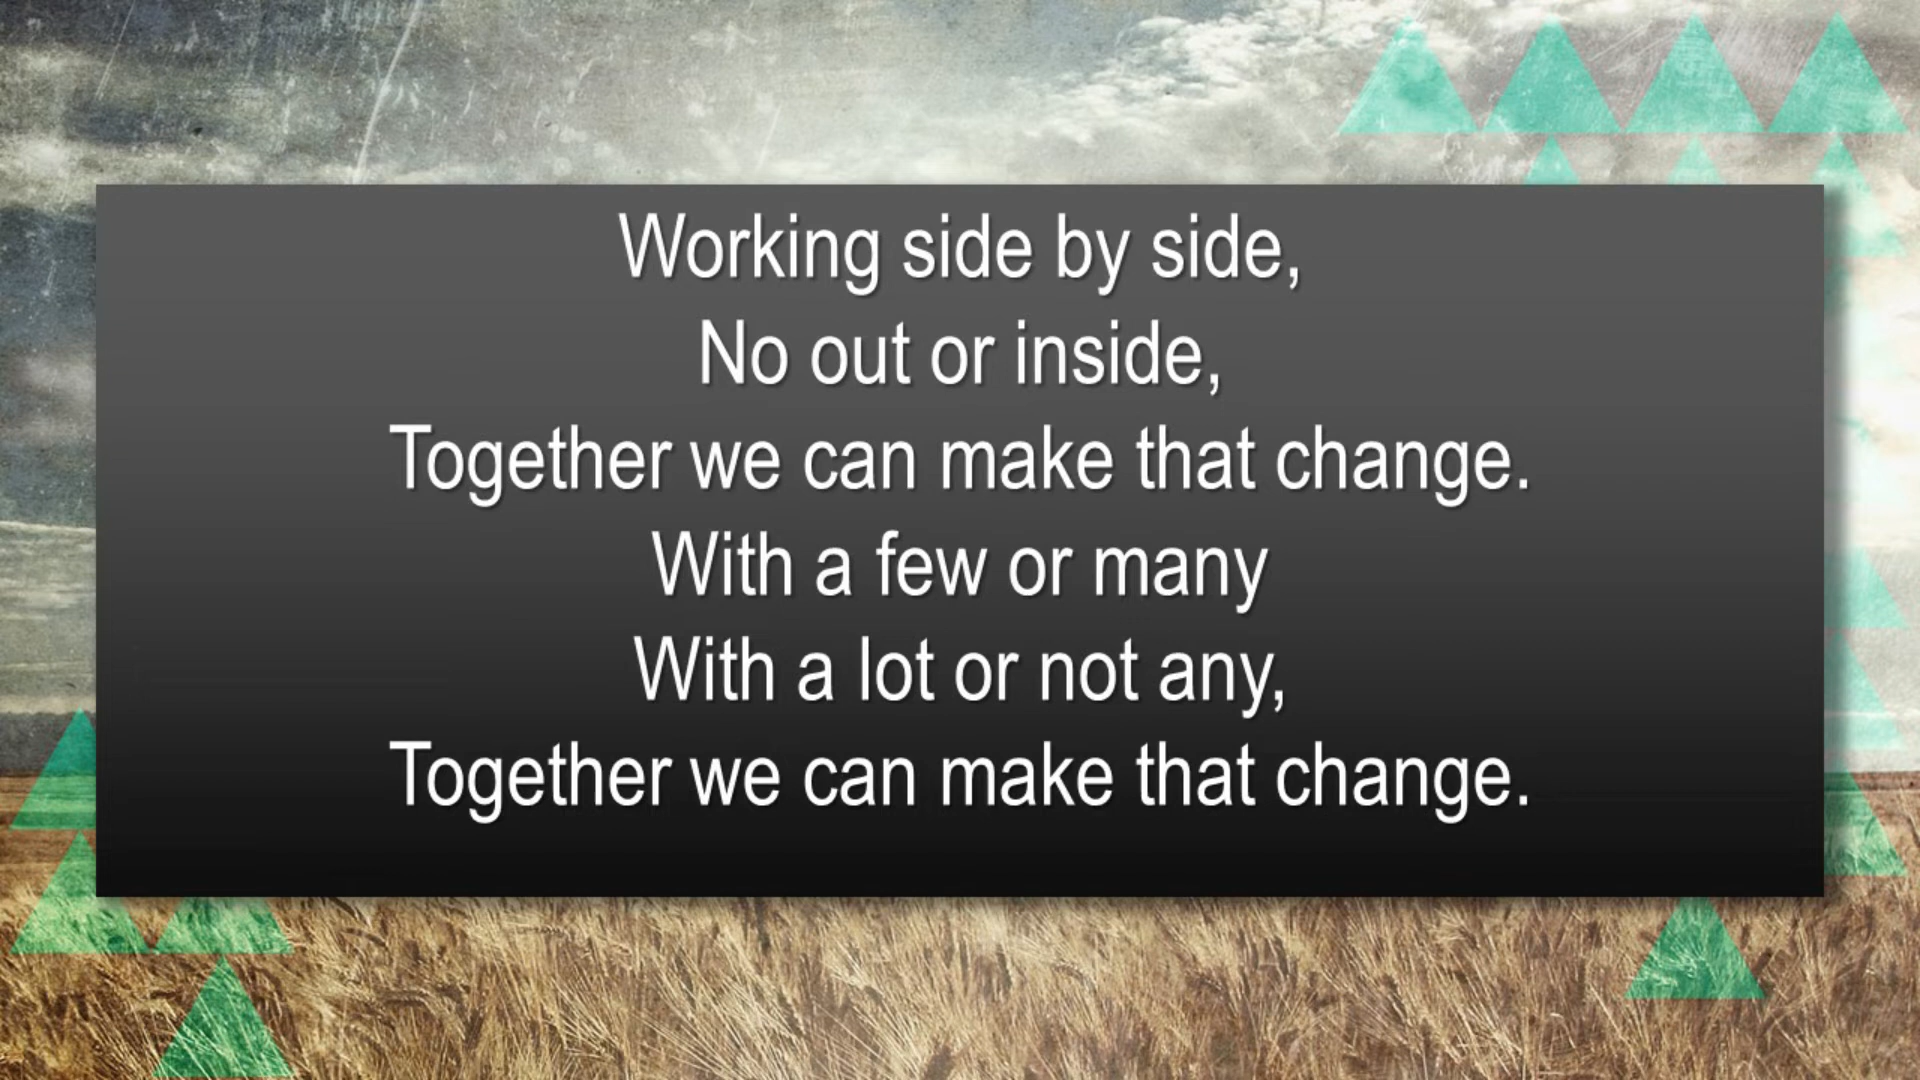 Working side by side,
No out or inside,
Together we can make that change.
With a few or many
With a lot or not any,
Together we can make that change.